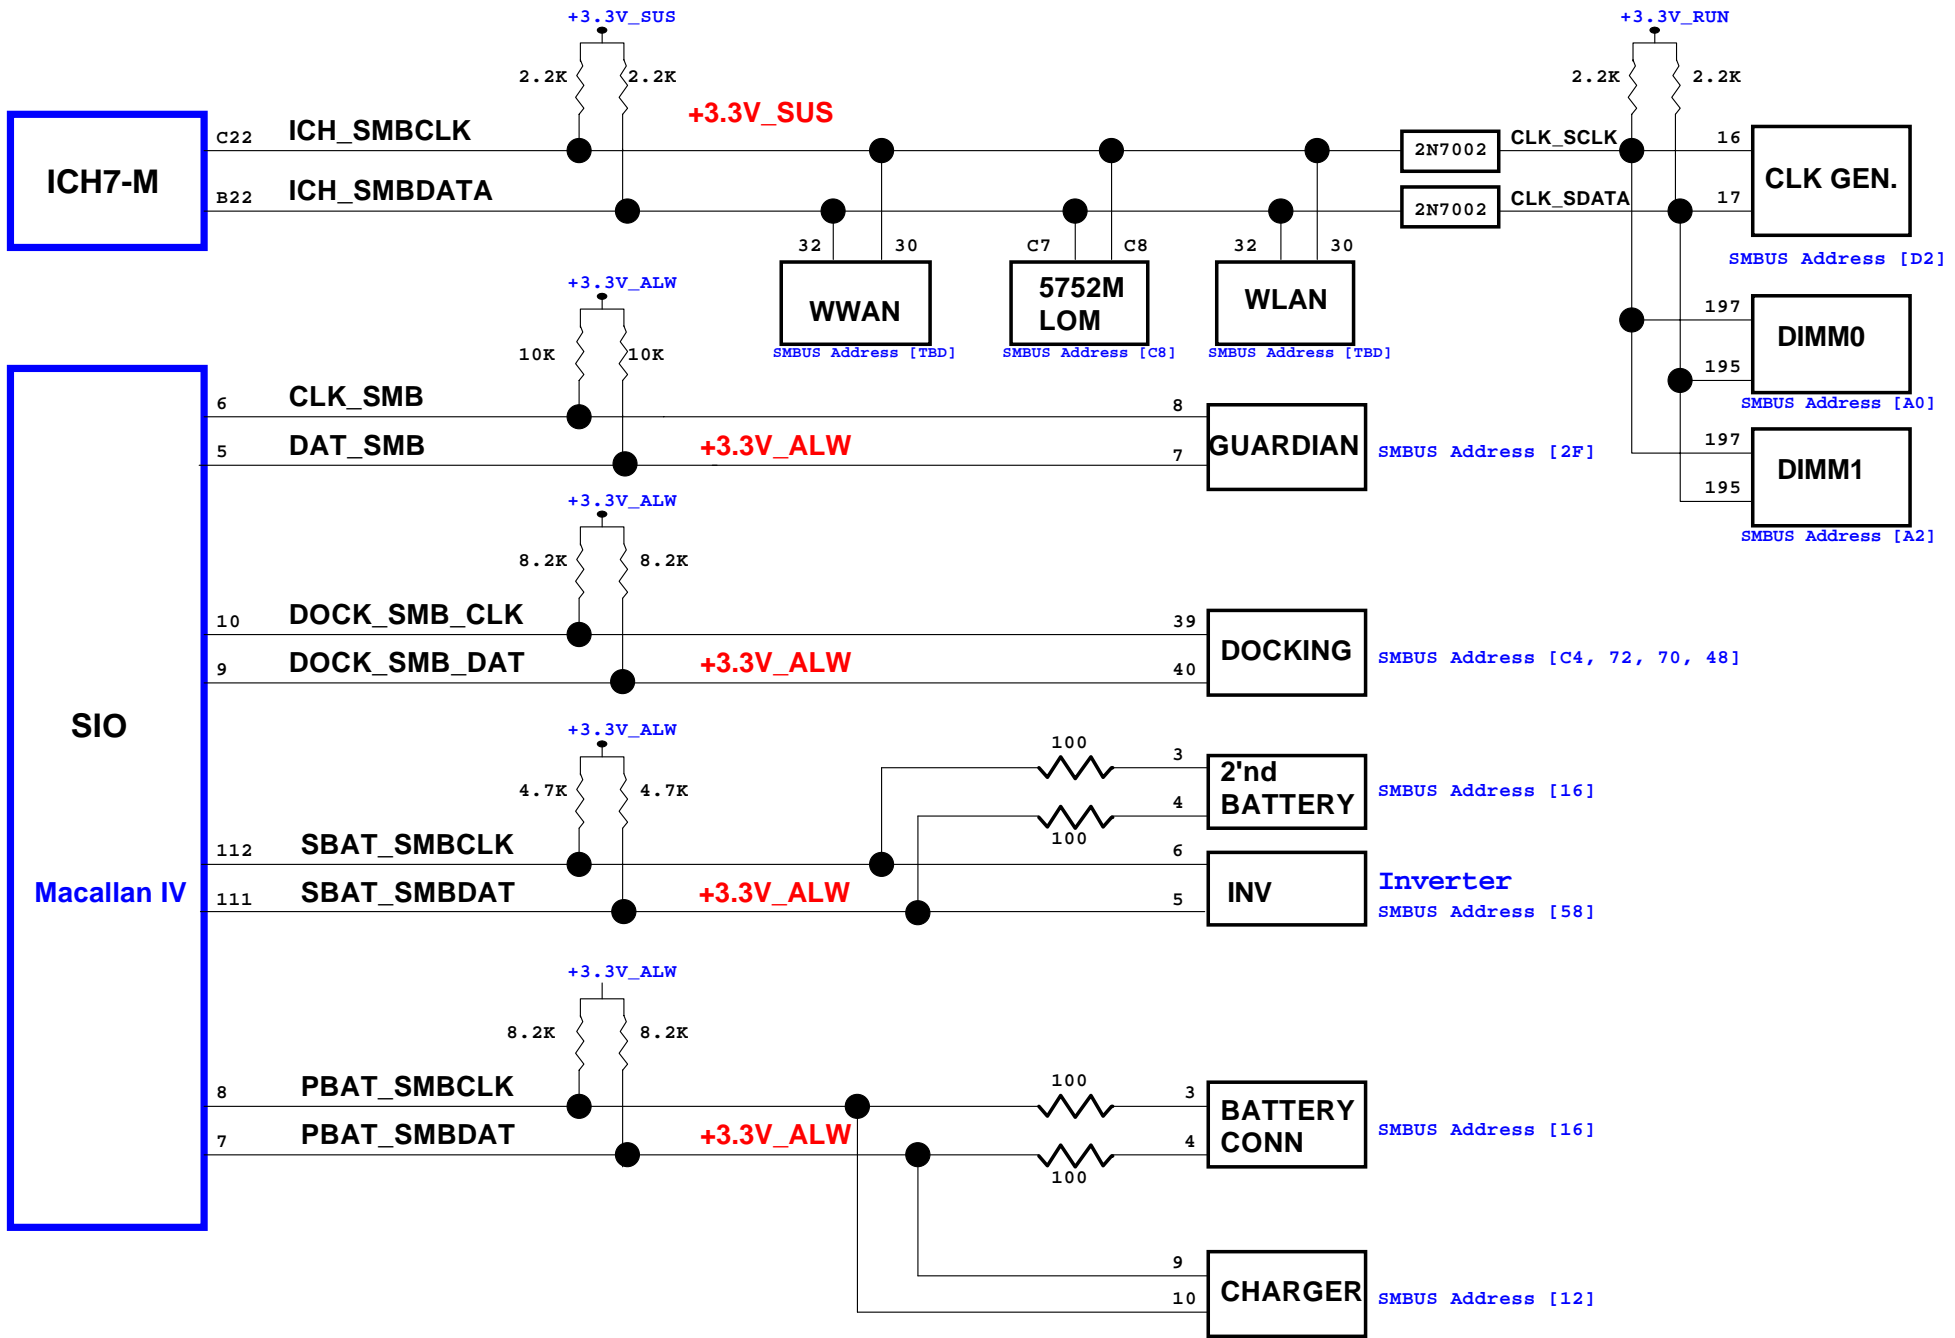 +3.3V_SUS
+3.3V_RUN
2.2K
2.2K
2.2K
2.2K
+3.3V_SUS
ICH7-M
C22
ICH_SMBCLK
B22
ICH_SMBDATA
2N7002
CLK_SCLK
16
2N7002
CLK_SDATA
17
CLK GEN.
SMBUS Address [D2]
32
30
C7
C8
32
30
WWAN
5752M
LOM
WLAN
SMBUS Address [TBD]
SMBUS Address [C8]
SMBUS Address [TBD]
197
DIMM0
195
SMBUS Address [A0]
197
DIMM1
195
SMBUS Address [A2]
+3.3V_ALW
10K
10K
6
CLK_SMB
8
5
DAT_SMB
+3.3V_ALW
7
GUARDIAN
SMBUS Address [2F]
+3.3V_ALW
8.2K
8.2K
10
DOCK_SMB_CLK
39
9
DOCK_SMB_DAT
+3.3V_ALW
40
DOCKING
SMBUS Address [C4, 72, 70, 48]
SIO
Macallan IV
+3.3V_ALW
4.7K
4.7K
100
3
100
4
2'nd
BATTERY
SMBUS Address [16]
112
SBAT_SMBCLK
6
111
SBAT_SMBDAT
+3.3V_ALW
5
INV
Inverter
SMBUS Address [58]
+3.3V_ALW
8.2K
8.2K
8
PBAT_SMBCLK
100
3
7
PBAT_SMBDAT
+3.3V_ALW
100
4
BATTERY
CONN
SMBUS Address [16]
9
10
CHARGER
SMBUS Address [12]